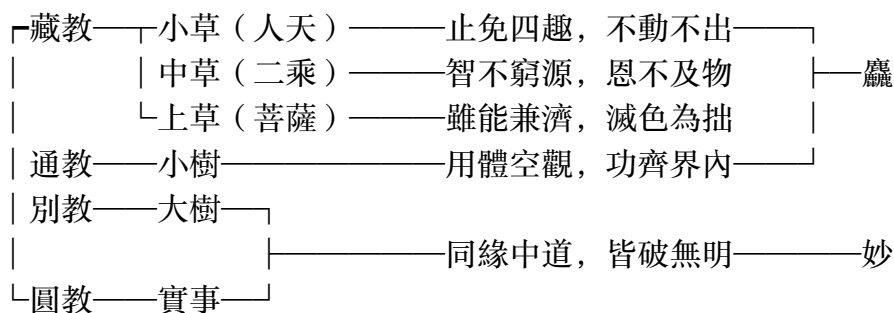 藏教 小草（人天） 止免四趣，不動不出
中草（二乘） 智不窮源，恩不及物 麤
上草（菩薩） 雖能兼濟，滅色為拙
通教 小樹 用體空觀，功齊界內
別教 大樹
同緣中道，皆破無明 妙
圓教 實事